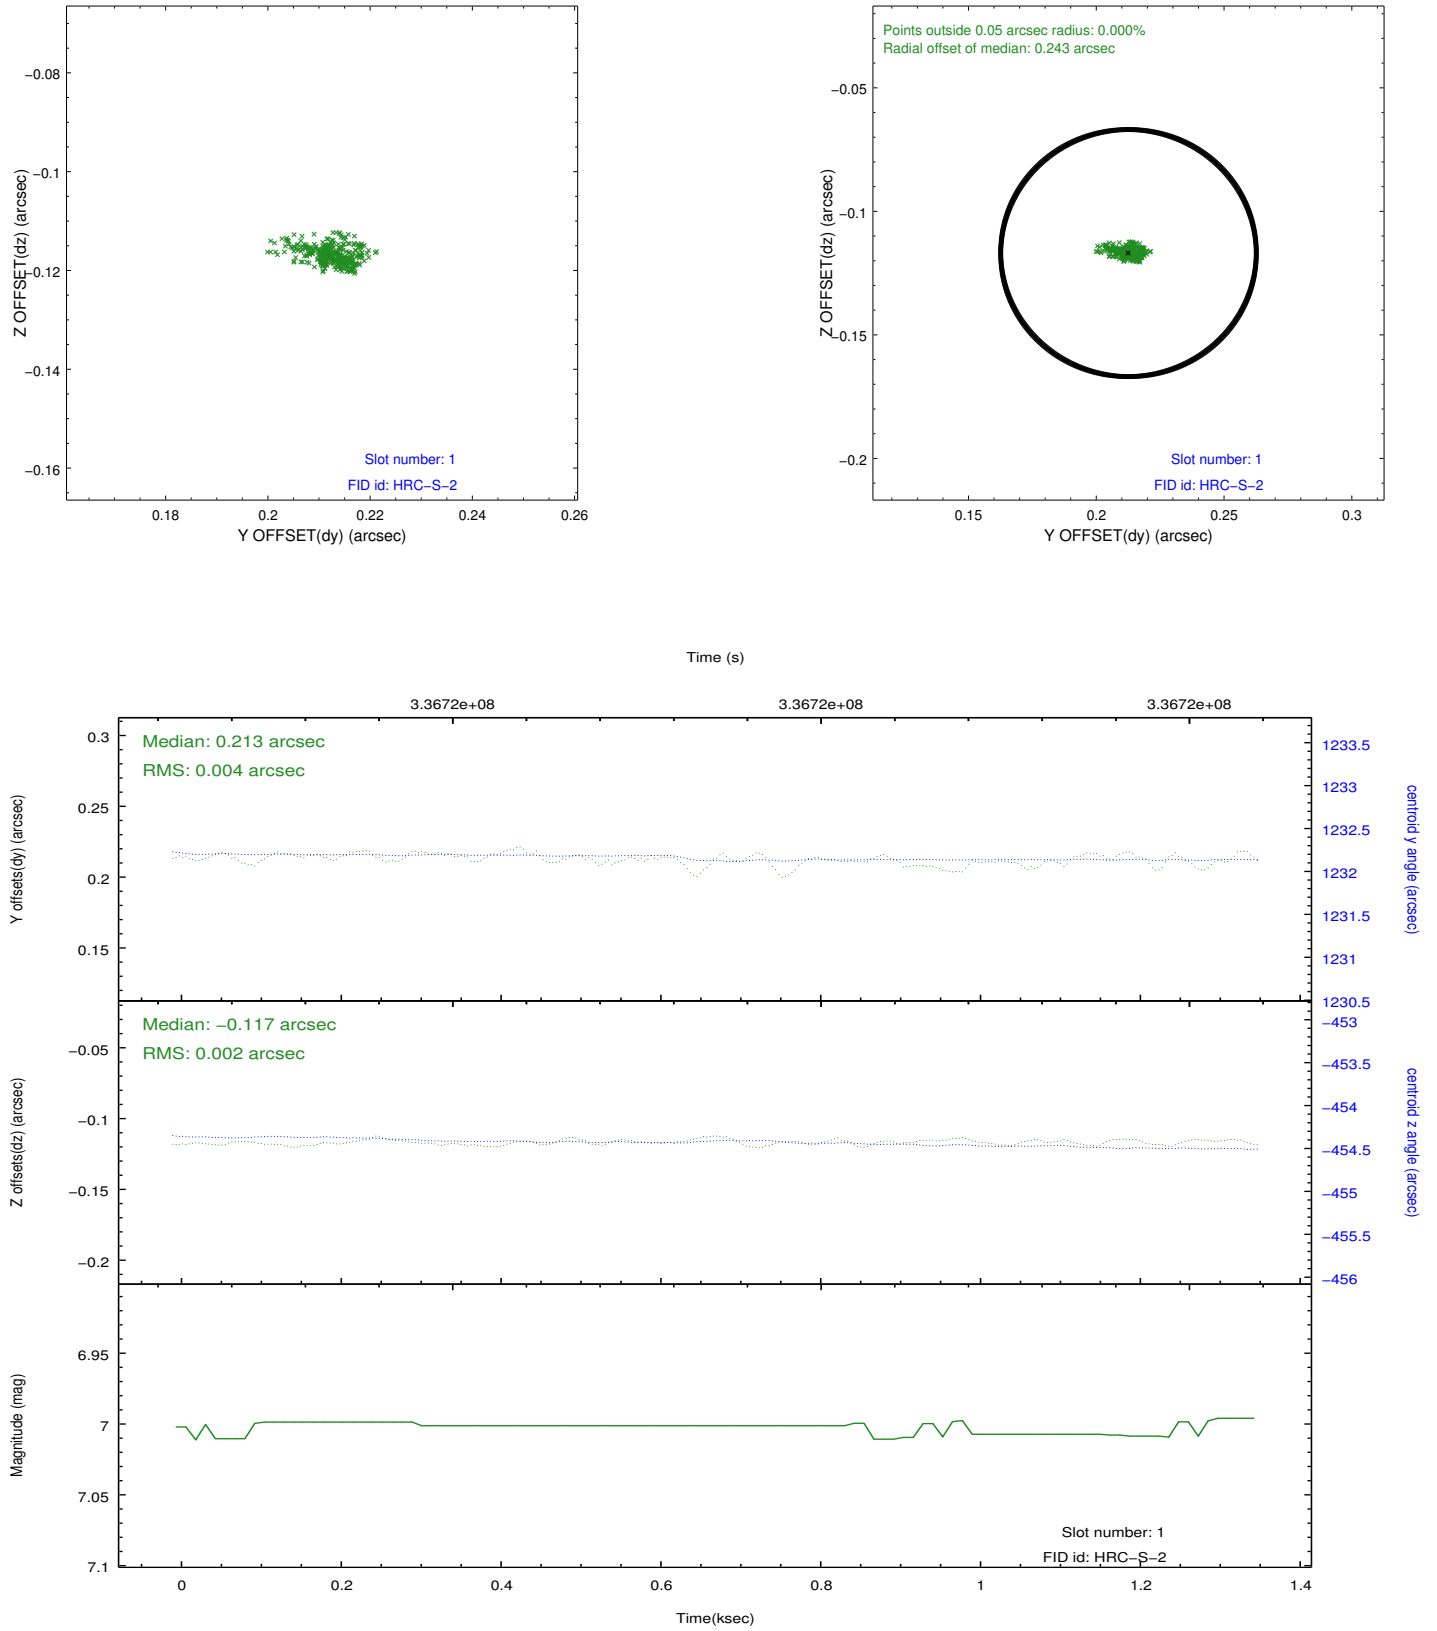 −0.08
−0.1
−0.12
−0.14
−0.16
Z OFFSET(dz) (arcsec)
Slot number: 1
FID id: HRC−S−2
0.18
0.2
0.22
0.24
0.26
Y OFFSET(dy) (arcsec)
Points outside 0.05 arcsec radius: 0.000%
Radial offset of median: 0.243 arcsec
−0.05
−0.1
−0.15
−0.2
Z OFFSET(dz) (arcsec)
Slot number: 1
FID id: HRC−S−2
0.15
0.2
0.25
0.3
Y OFFSET(dy) (arcsec)
Time (s)
3.3672e+08
3.3672e+08
3.3672e+08
Median: 0.213 arcsec
RMS: 0.004 arcsec
0.3
0.25
0.2
0.15
Y offsets(dy) (arcsec)
1233.5
1233
1232.5
1232
1231.5
1231
1230.5
centroid y angle (arcsec)
Median: −0.117 arcsec
RMS: 0.002 arcsec
−0.05
−0.1
−0.15
−0.2
Z offsets(dz) (arcsec)
−453
−453.5
−454
−454.5
−455
−455.5
−456
centroid z angle (arcsec)
6.95
7
7.05
7.1
Magnitude (mag)
Slot number: 1
FID id: HRC−S−2
0
0.2
0.4
0.6
0.8
1
1.2
1.4
Time(ksec)